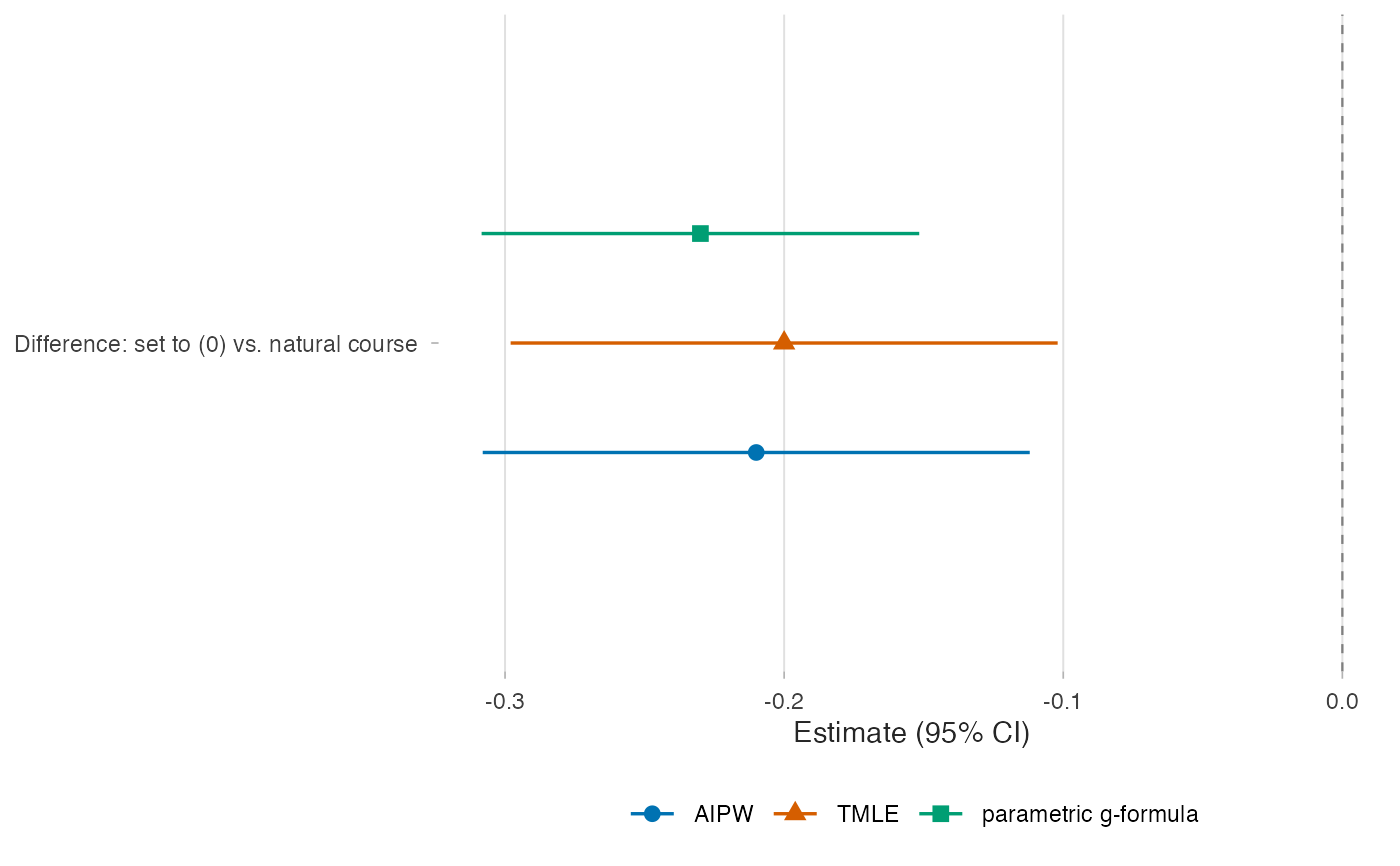 Difference: set to (0) vs. natural course
-0.3 -0.2 -0.1 0.0
Estimate (95% CI)
AIPW TMLE parametric g-formula